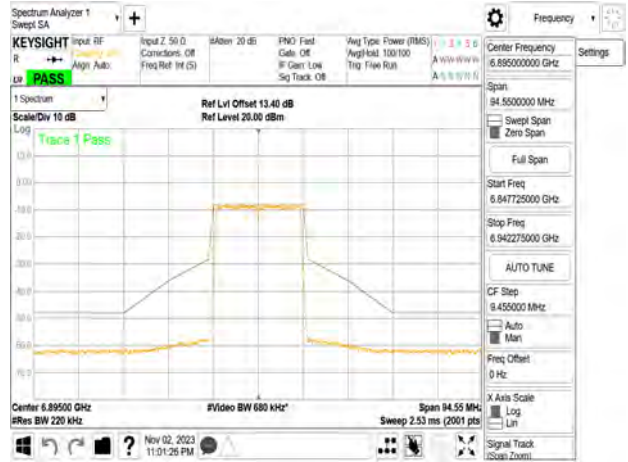 Spectrum Analyzer 1
Swept SA
+
Frequency
KEYSIGHT
Input: RF
Input Z: 50 Ω
#Atten: 20 dB
PNO: Fast
Avg Type: Power (RMS)
Corrections: Off
Gate: Off
Avg|Hold: 100/100
R
Align: Auto
Freq Ref: Int (S)
IF Gain: Low
Trig: Free Run
Sig Track: Off
PASS
1 Spectrum
Scale/Div 10 dB
Ref Lvl Offset 13.40 dB
Ref Level 20.00 dBm
Log
Trace 1 Pass
Center 6.89500 GHz
#Video BW 680 kHz*
Span 94.55 MHz
#Res BW 220 kHz
Sweep 2.53 ms (2001 pts
?
Nov 02, 2023
11:01:26 PM
Center Frequency
6.895000000 GHz
Settings
Span
94.5500000 MHz
Swept Span
Zero Span
Full Span
Start Freq
6.847725000 GHz
Stop Freq
6.942275000 GHz
AUTO TUNE
CF Step
9.455000 MHz
Auto
Man
Freq Offset
0 Hz
X Axis Scale
Log
Lin
Signal Track
(Span Zoom)